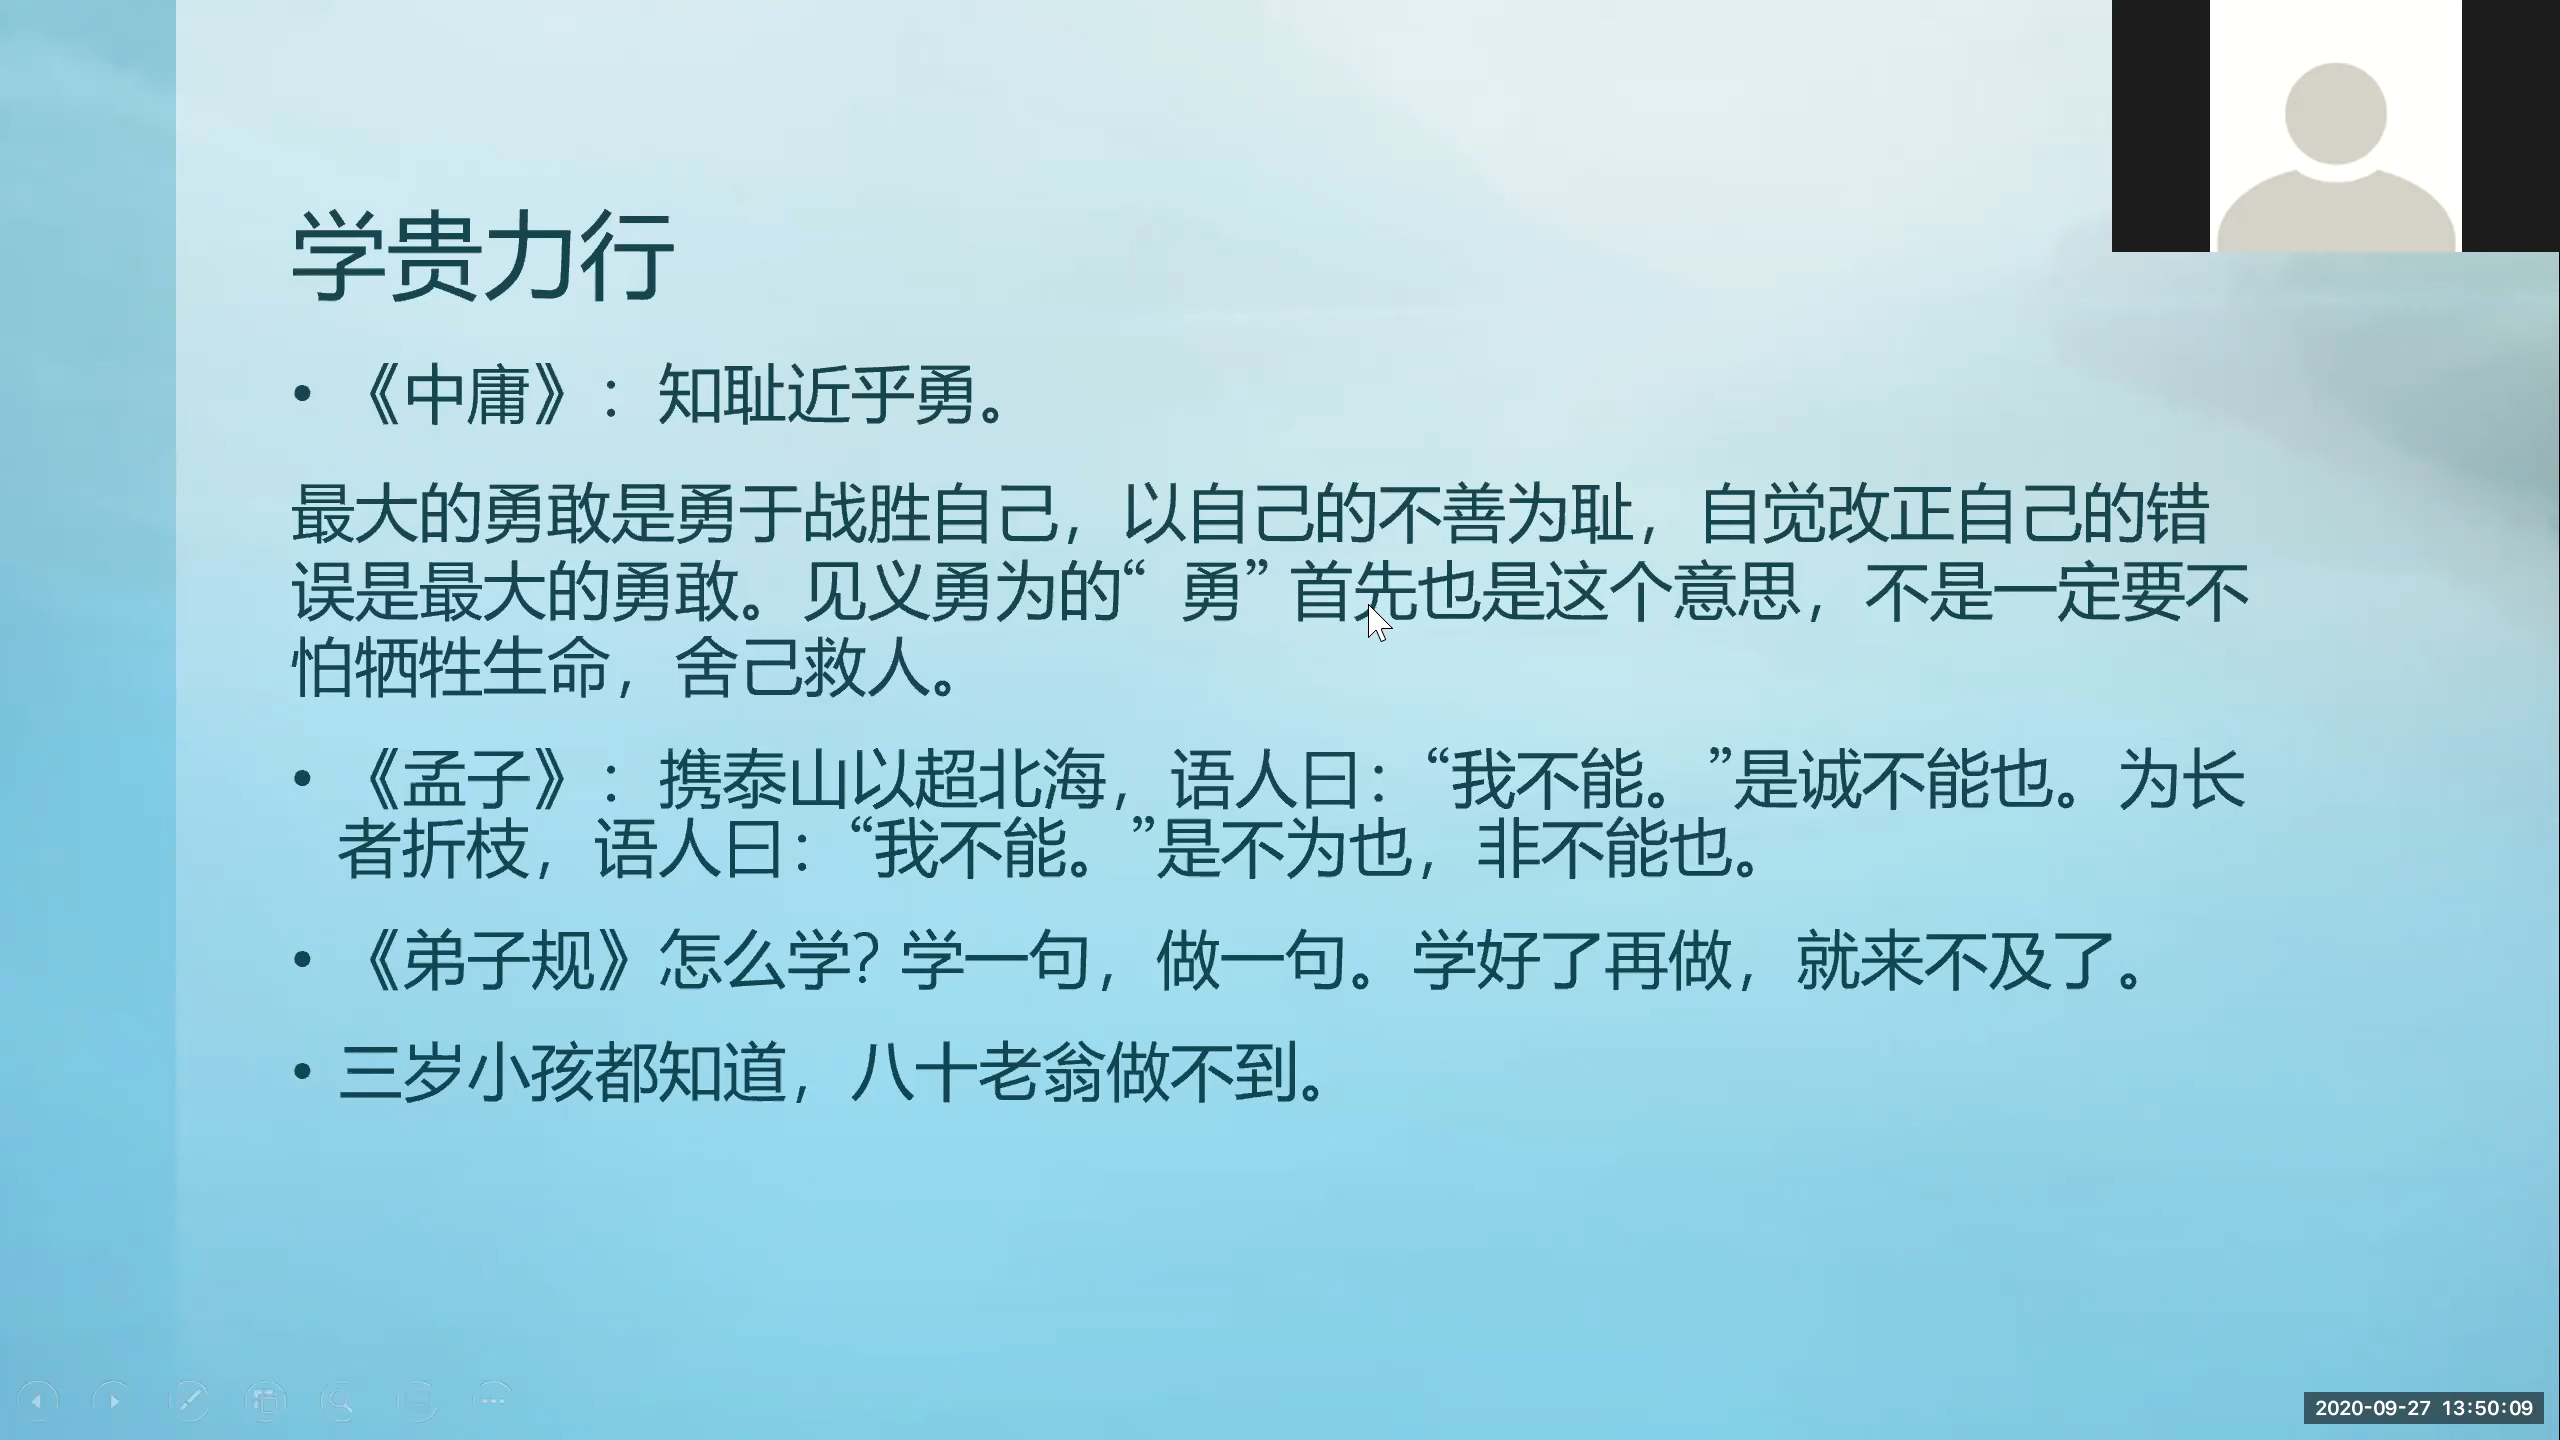 学贵力行
• 《中庸》：知耻近乎勇。
最大的勇敢是勇于战胜自己，以自己的不善为耻，自觉改正自己的错
误是最大的勇敢。见义勇为的“ 勇” 首先也是这个意思，不是一定要不
怕牺牲生命，舍己救人。
• 《孟子》：携泰山以超北海，语人曰：“我不能。”是诚不能也。为长
者折枝，语人曰：“我不能。”是不为也，非不能也。
• 《弟子规》怎么学？学一句，做一句。学好了再做，就来不及了。
• 三岁小孩都知道，八十老翁做不到。
2020-09-27 13:50:09